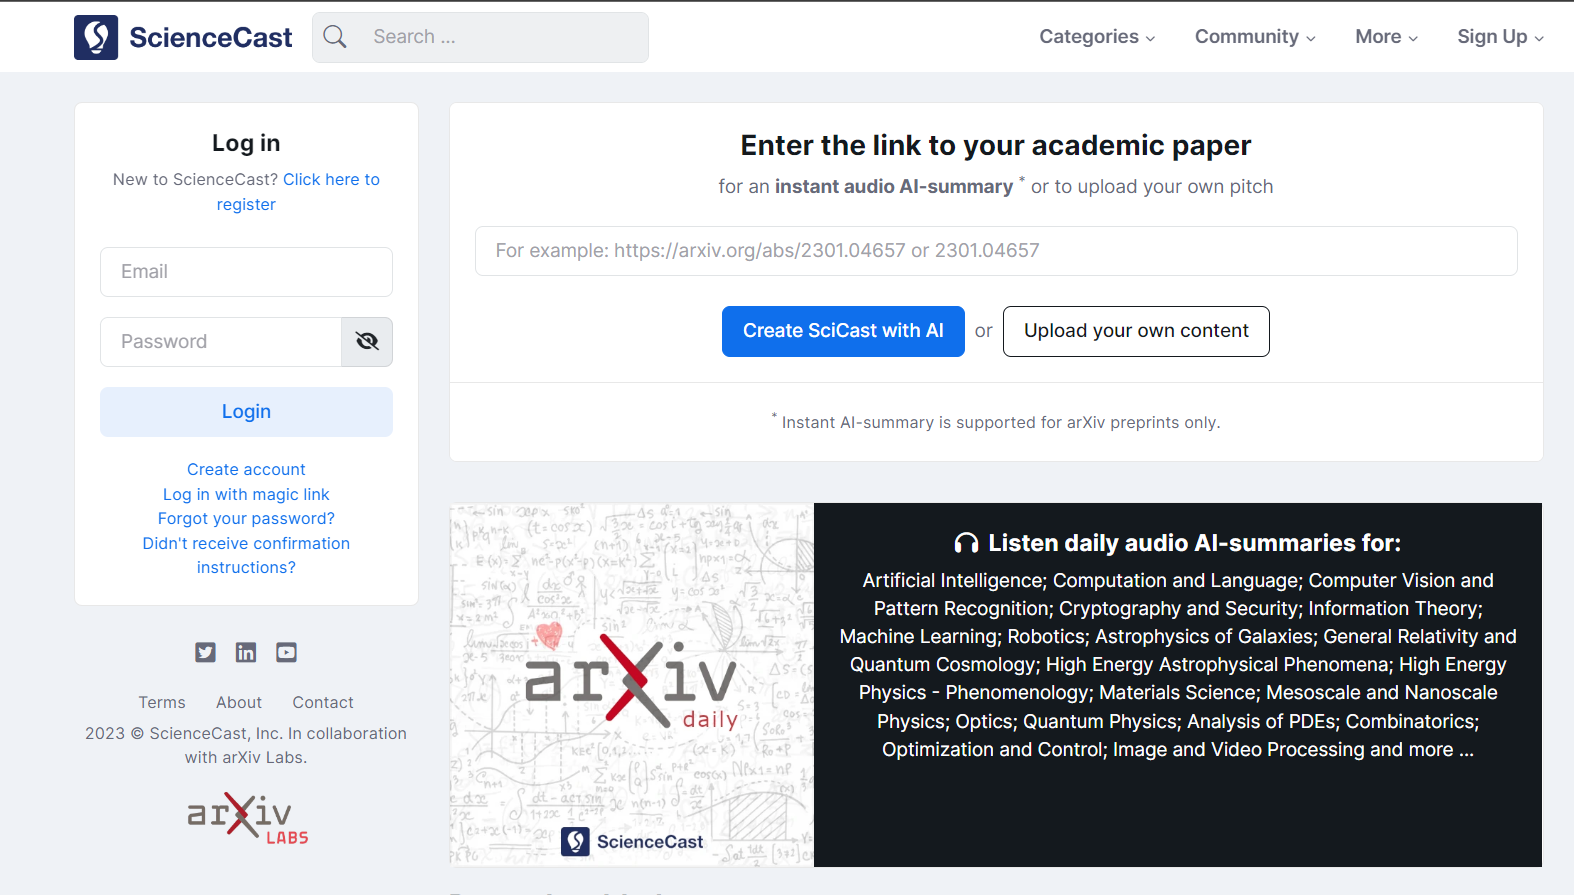 ScienceCast
Search ...
Categories
Community
More
Sign Up
Log in
New to ScienceCast? Click here to
register
Email
Password
Login
Create account
Log in with magic link
Forgot your password?
Didn't receive confirmation
instructions?
Terms About Contact
2023 © ScienceCast, Inc. In collaboration
with arXiv Labs.
arXiv
LABS
Enter the link to your academic paper
for an instant audio AI-summary * or to upload your own pitch
For example: https://arxiv.org/abs/2301.04657 or 2301.04657
Create SciCast with AI or Upload your own content
* Instant AI-summary is supported for arXiv preprints only.
arXiv
daily
ScienceCast
Listen daily audio AI-summaries for:
Artificial Intelligence; Computation and Language; Computer Vision and
Pattern Recognition; Cryptography and Security; Information Theory;
Machine Learning; Robotics; Astrophysics of Galaxies; General Relativity and
Quantum Cosmology; High Energy Astrophysical Phenomena; High Energy
Physics - Phenomenology; Materials Science; Mesoscale and Nanoscale
Physics; Optics; Quantum Physics; Analysis of PDEs; Combinatorics;
Optimization and Control; Image and Video Processing and more ...